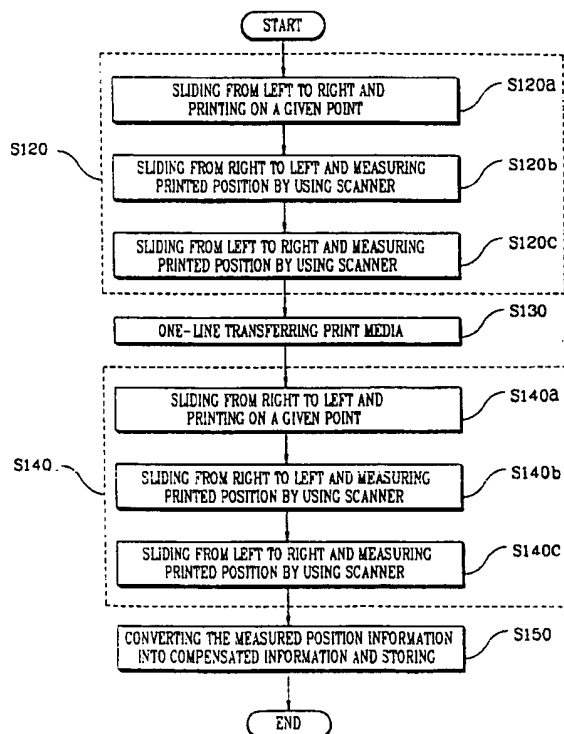 START
S120
SLIDING FROM LEFT TO RIGHT AND
PRINTING ON A GIVEN POINT
S120a
SLIDING FROM RIGHT TO LEFT AND MEASURING
PRINTED POSITION BY USING SCANNER
S120b
SLIDING FROM LEFT TO RIGHT AND MEASURING
PRINTED POSITION BY USING SCANNER
S120C
ONE-LINE TRANSFERRING PRINT MEDIA
S130
S140
SLIDING FROM RIGHT TO LEFT AND
PRINTING ON A GIVEN POINT
S140a
SLIDING FROM RIGHT TO LEFT AND MEASURING
PRINTED POSITION BY USING SCANNER
S140b
SLIDING FROM LEFT TO RIGHT AND MEASURING
PRINTED POSITION BY USING SCANNER
S140C
CONVERTING THE MEASURED POSITION INFORMATION
INTO COMPENSATED INFORMATION AND STORING
S150
END